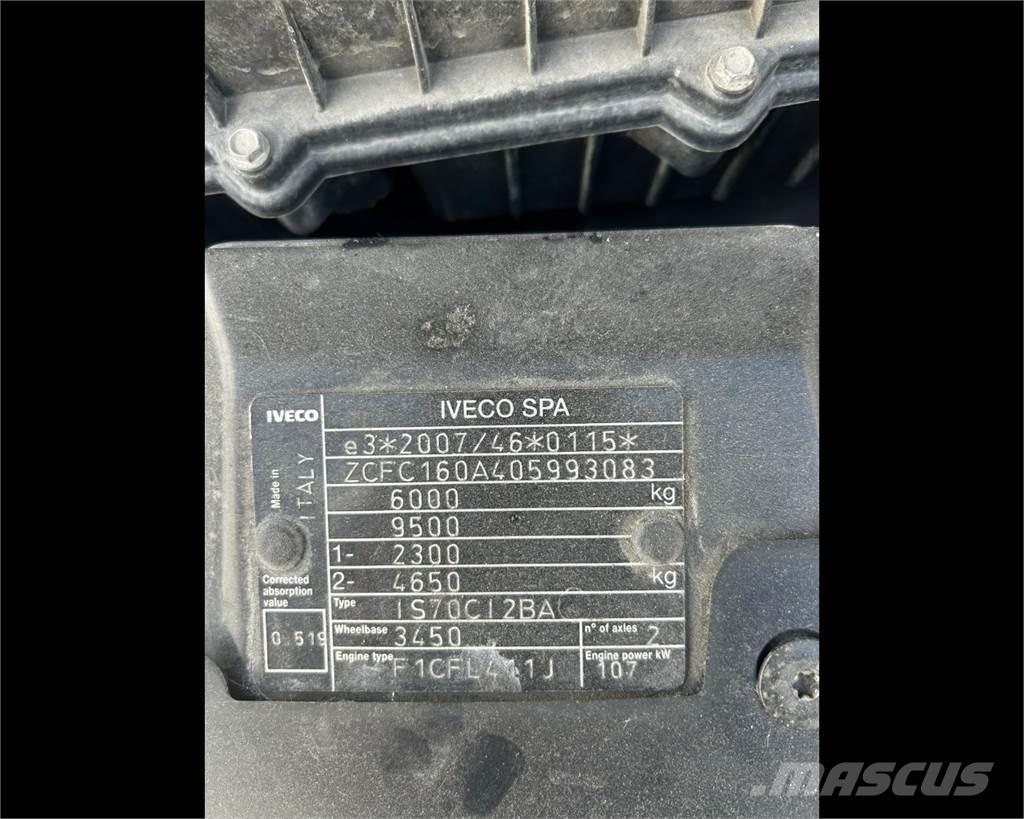 IVECO
IVECO SPA
e3*2007/46*0115*
ZCFC160A405993083
6000 kg
9500
1- 2300
2- 4650 kg
Made in
ITALY
Corrected
absorption
value
0.519
Type IS70CI2BA
Wheelbase 3450
n° of axles 2
Engine type
Engine power kW
107
MASCUS